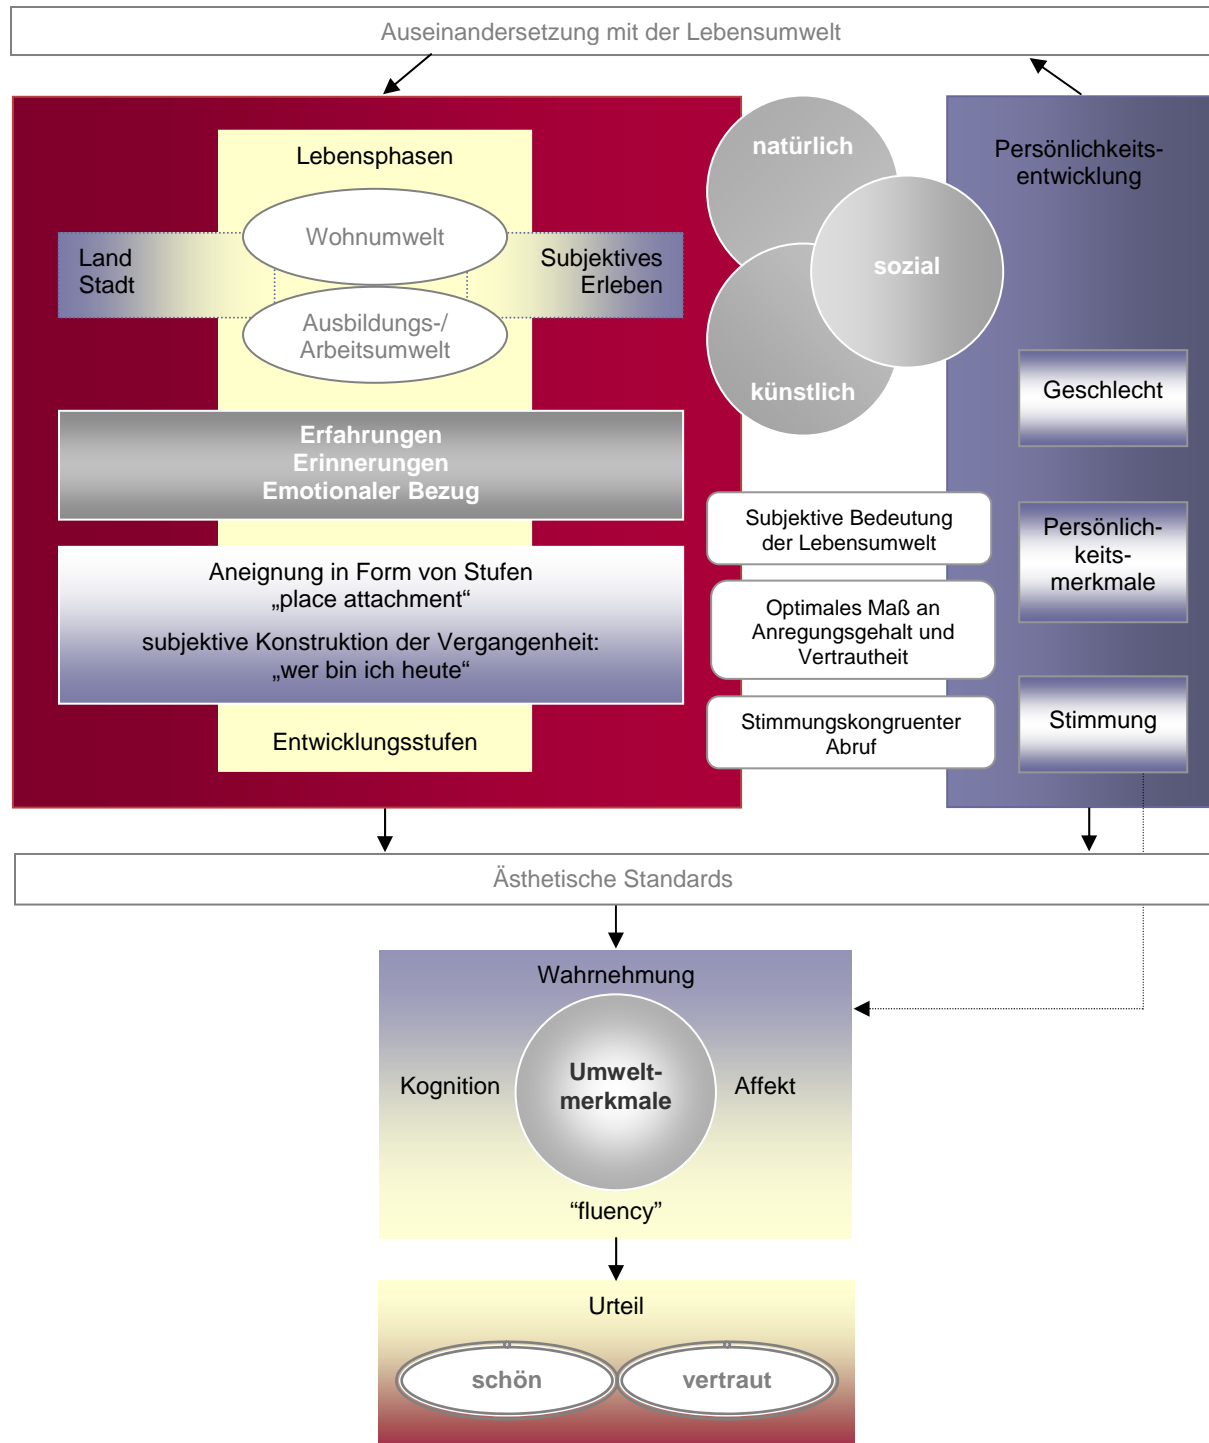 Auseinandersetzung mit der Lebensumwelt
Lebensphasen
Wohnumwelt
Land
Stadt
Subjektives
Erleben
Ausbildungs-/
Arbeitsumwelt
Erfahrungen
Erinnerungen
Emotionaler Bezug
Aneignung in Form von Stufen
„place attachment“
subjektive Konstruktion der Vergangenheit:
„wer bin ich heute“
Entwicklungsstufen
natürlich
sozial
künstlich
Subjektive Bedeutung
der Lebensumwelt
Optimales Maß an
Anregungsgehalt und
Vertrautheit
Stimmungskongruenter
Abruf
Persönlichkeits-
entwicklung
Geschlecht
Persönlich-
keits-
merkmale
Stimmung
Ästhetische Standards
Wahrnehmung
Kognition
Umwelt-
merkmale
Affekt
“fluency”
Urteil
schön
vertraut